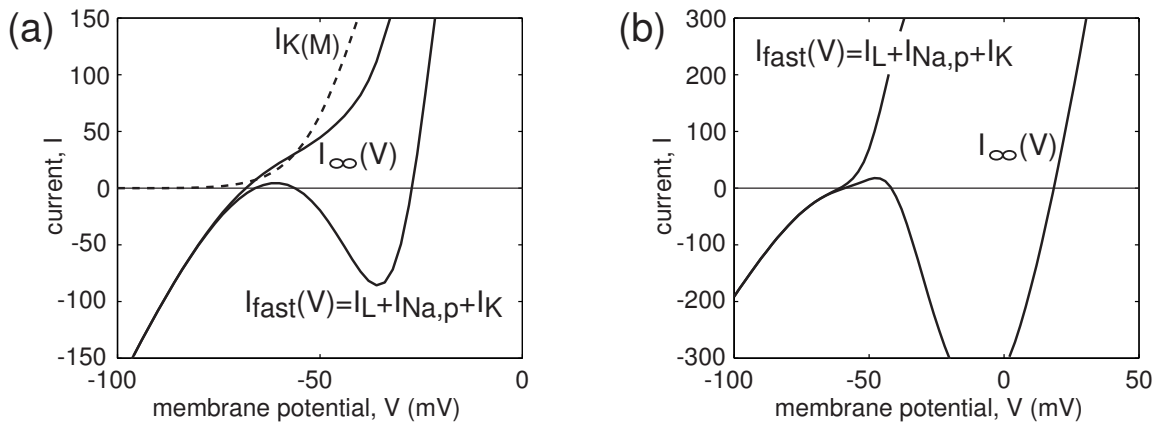 (a)
150
100
50
0
-50
-100
-150
current, I
I_K(M)
I_∞(V)
I_fast(V)=I_L+I_Na,p+I_K
-100
-50
0
membrane potential, V (mV)
(b)
300
200
100
0
-100
-200
-300
current, I
I_fast(V)=I_L+I_Na,p+I_K
I_∞(V)
-100
-50
0
50
membrane potential, V (mV)